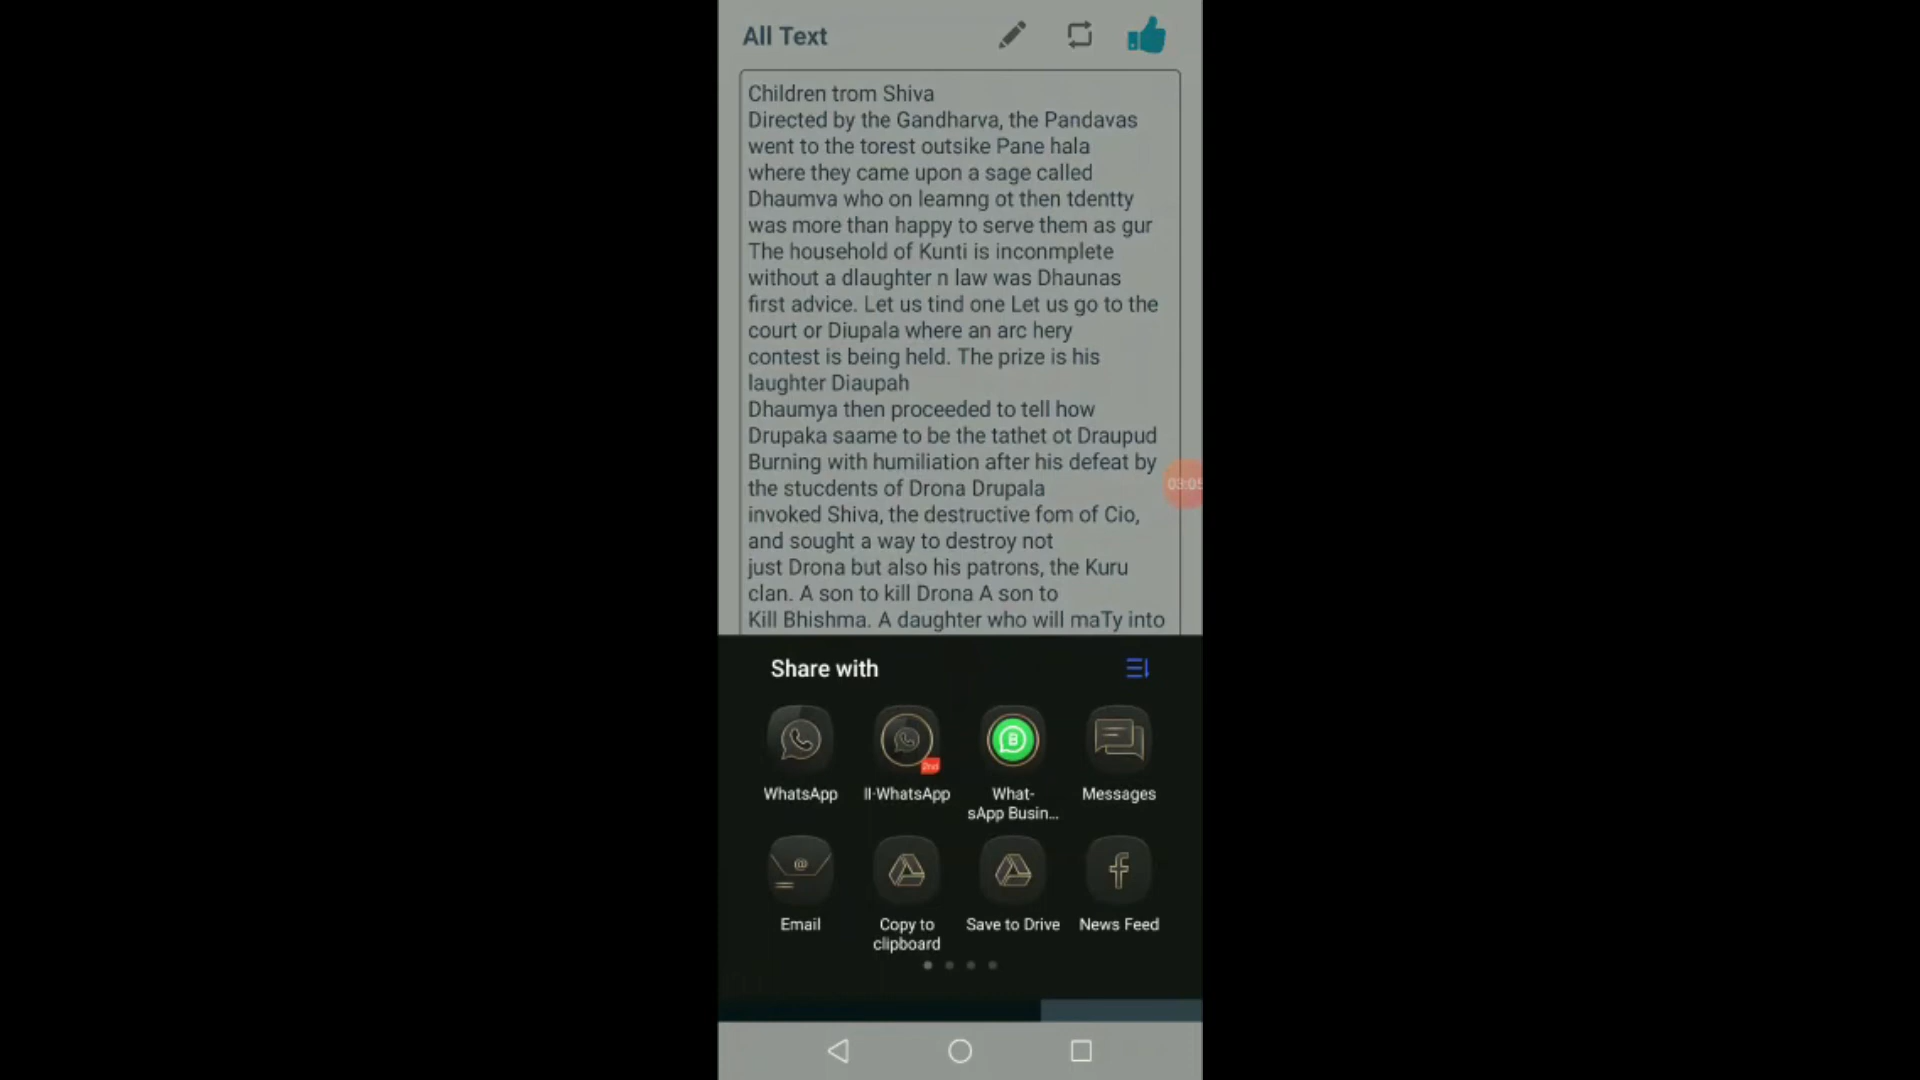 All Text
Children trom Shiva
Directed by the Gandharva, the Pandavas
went to the torest outsike Pane hala
where they came upon a sage called
Dhaumva who on leamng ot then tdentty
was more than happy to serve them as gur
The household of Kunti is inconmplete
without a dlaughter n law was Dhaunas
first advice. Let us tind one Let us go to the
court or Diupala where an arc hery
contest is being held. The prize is his
laughter Diaupah
Dhaumya then proceeded to tell how
Drupaka saame to be the tathet ot Draupud
Burning with humiliation after his defeat by
the stucdents of Drona Drupala
invoked Shiva, the destructive fom of Cio,
and sought a way to destroy not
just Drona but also his patrons, the Kuru
clan. A son to kill Drona A son to
Kill Bhishma. A daughter who will maTy into
03:05
Share with
WhatsApp
II·WhatsApp
2nd
What-
sApp Busin...
Messages
Email
Copy to
clipboard
Save to Drive
News Feed